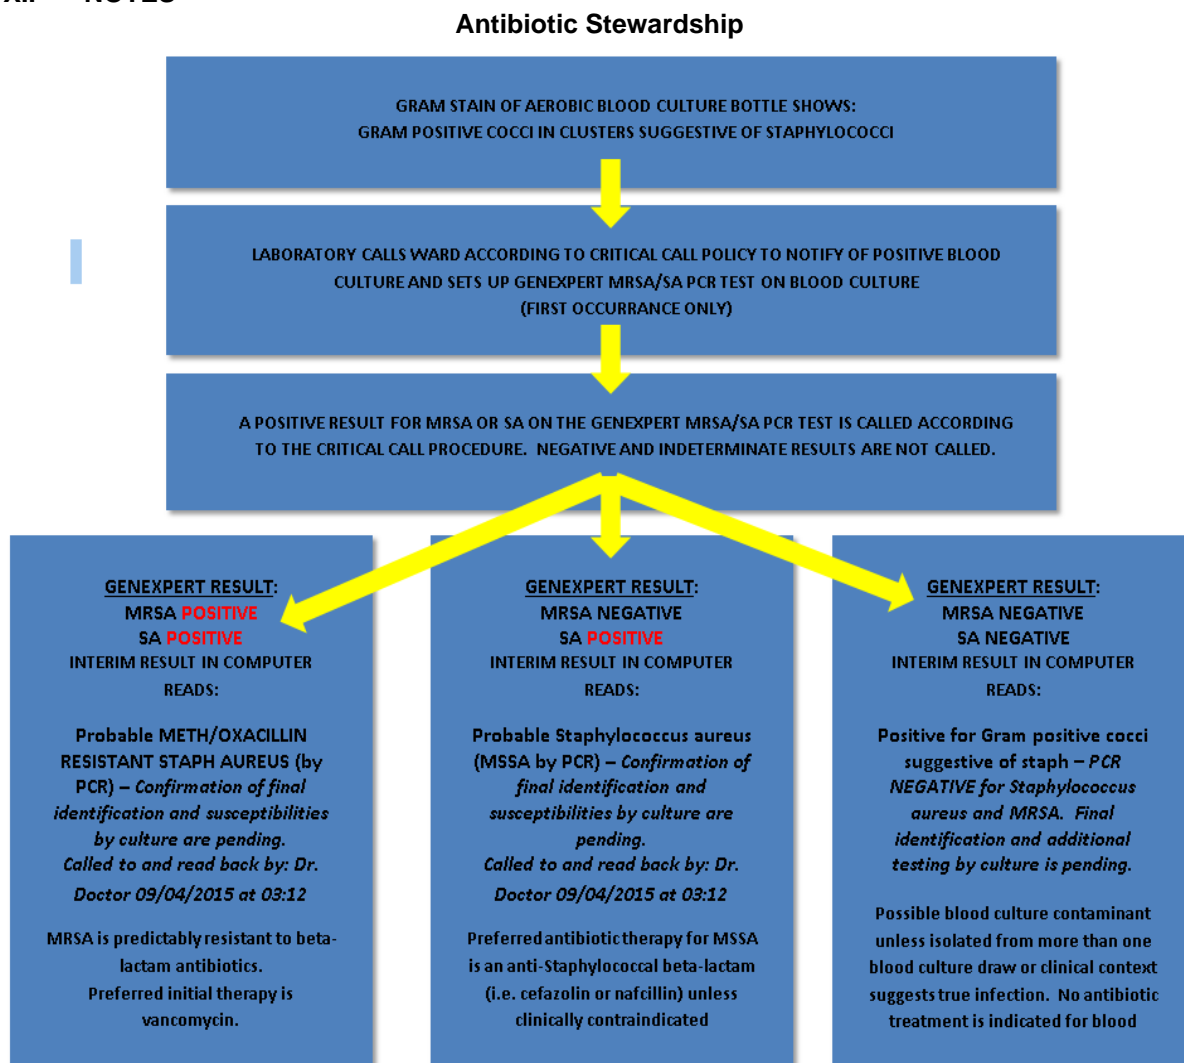 Antibiotic Stewardship
GRAM STAIN OF AEROBIC BLOOD CULTURE BOTTLE SHOWS:
GRAM POSITIVE COCCI IN CLUSTERS SUGGESTIVE OF STAPHYLOCOCCI
LABORATORY CALLS WARD ACCORDING TO CRITICAL CALL POLICY TO NOTIFY OF POSITIVE BLOOD
CULTURE AND SETS UP GENEXPERT MRSA/SA PCR TEST ON BLOOD CULTURE
(FIRST OCCURRANCE ONLY)
A POSITIVE RESULT FOR MRSA OR SA ON THE GENEXPERT MRSA/SA PCR TEST IS CALLED ACCORDING
TO THE CRITICAL CALL PROCEDURE. NEGATIVE AND INDETERMINATE RESULTS ARE NOT CALLED.
GENEXPERT RESULT:
MRSA POSITIVE
SA POSITIVE
INTERIM RESULT IN COMPUTER
READS:
Probable METH/OXACILLIN
RESISTANT STAPH AUREUS (by
PCR) – Confirmation of final
identification and susceptibilities
by culture are pending.
Called to and read back by: Dr.
Doctor 09/04/2015 at 03:12
MRSA is predictably resistant to beta-
lactam antibiotics.
Preferred initial therapy is
vancomycin.
GENEXPERT RESULT:
MRSA NEGATIVE
SA POSITIVE
INTERIM RESULT IN COMPUTER
READS:
Probable Staphylococcus aureus
(MSSA by PCR) – Confirmation of
final identification and
susceptibilities by culture are
pending.
Called to and read back by: Dr.
Doctor 09/04/2015 at 03:12
Preferred antibiotic therapy for MSSA
is an anti-Staphylococcal beta-lactam
(i.e. cefazolin or nafcillin) unless
clinically contraindicated
GENEXPERT RESULT:
MRSA NEGATIVE
SA NEGATIVE
INTERIM RESULT IN COMPUTER
READS:
Positive for Gram positive cocci
suggestive of staph – PCR
NEGATIVE for Staphylococcus
aureus and MRSA. Final
identification and additional
testing by culture is pending.
Possible blood culture contaminant
unless isolated from more than one
blood culture draw or clinical context
suggests true infection. No antibiotic
treatment is indicated for blood